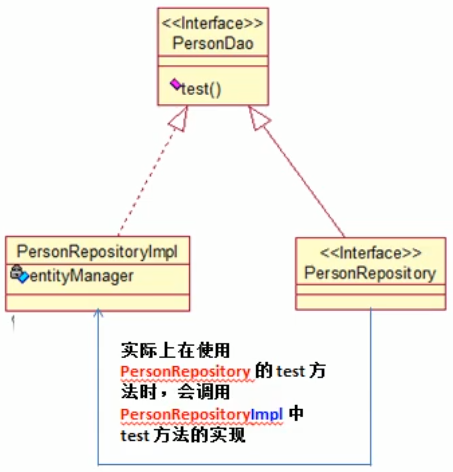 <<Interface>>
PersonDao
test()
PersonRepositoryImpl
entityManager
<<Interface>>
PersonRepository
实际上在使用
PersonRepository 的 test 方
法时，会调用
PersonRepositoryImpl 中
test 方法的实现